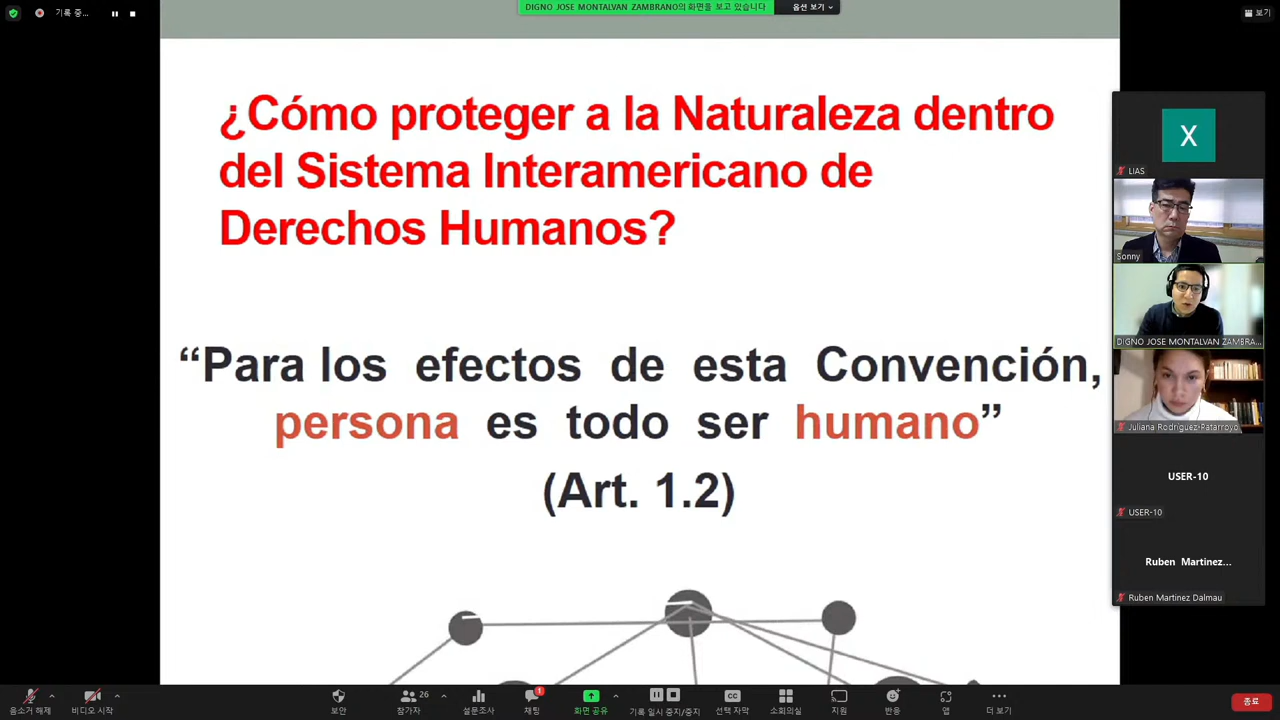 기록 중...
DIGNO JOSE MONTALVAN ZAMBRANO의 화면을 보고 있습니다
옵션 보기
보기
¿Cómo proteger a la Naturaleza dentro
del Sistema Interamericano de
Derechos Humanos?
“Para los efectos de esta Convención,
persona es todo ser humano”
(Art. 1.2)
X
LIAS
Sonny
DIGNO JOSE MONTALVAN ZAMBRA...
Juliana Rodríguez-Patarroyo
USER-10
USER-10
Ruben Martinez...
Ruben Martinez Dalmau
음소거 해제
비디오 시작
보안
26
참가자
설문조사
1
채팅
화면 공유
기록 일시 중지/중지
CC
선택 자막
소회의실
지원
반응
앱
더 보기
종료